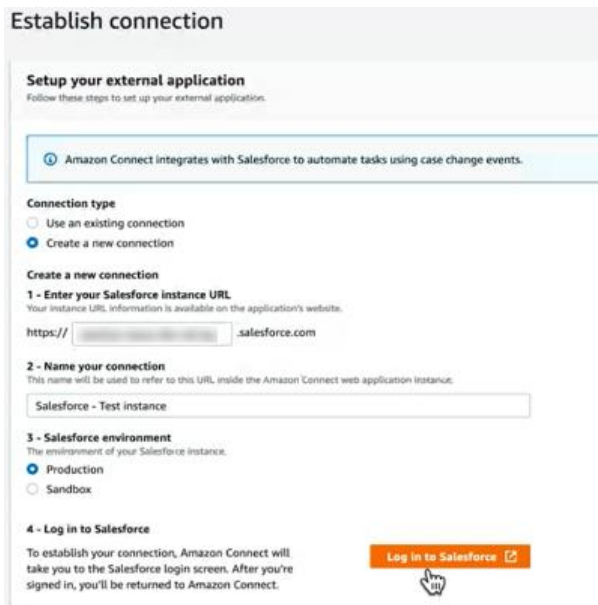 Establish connection
Setup your external application
Follow these steps to set up your external application.
Amazon Connect integrates with Salesforce to automate tasks using case change events.
Connection type
Use an existing connection
Create a new connection
Create a new connection
1 - Enter your Salesforce instance URL
Your instance URL information is available on the application's website.
https:// .salesforce.com
2 - Name your connection
This name will be used to refer to this URL inside the Amazon Connect web application instance.
Salesforce - Test instance
3 - Salesforce environment
The environment of your Salesforce instance.
Production
Sandbox
4 - Log in to Salesforce
To establish your connection, Amazon Connect will
take you to the Salesforce login screen. After you're
signed in, you'll be returned to Amazon Connect.
Log in to Salesforce